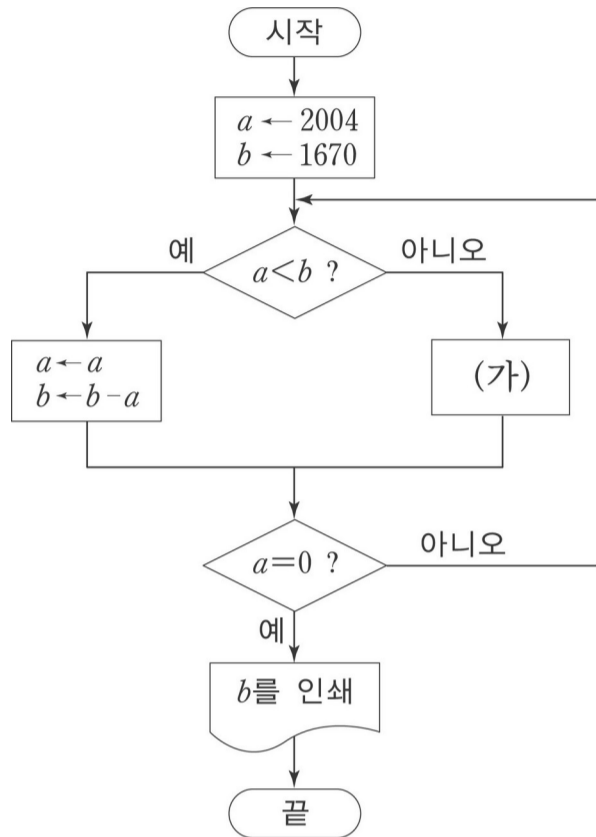 시작
a ← 2004
b ← 1670
예
a<b ?
아니오
a ← a
b ← b - a
(가)
a=0 ?
아니오
예
b를 인쇄
끝